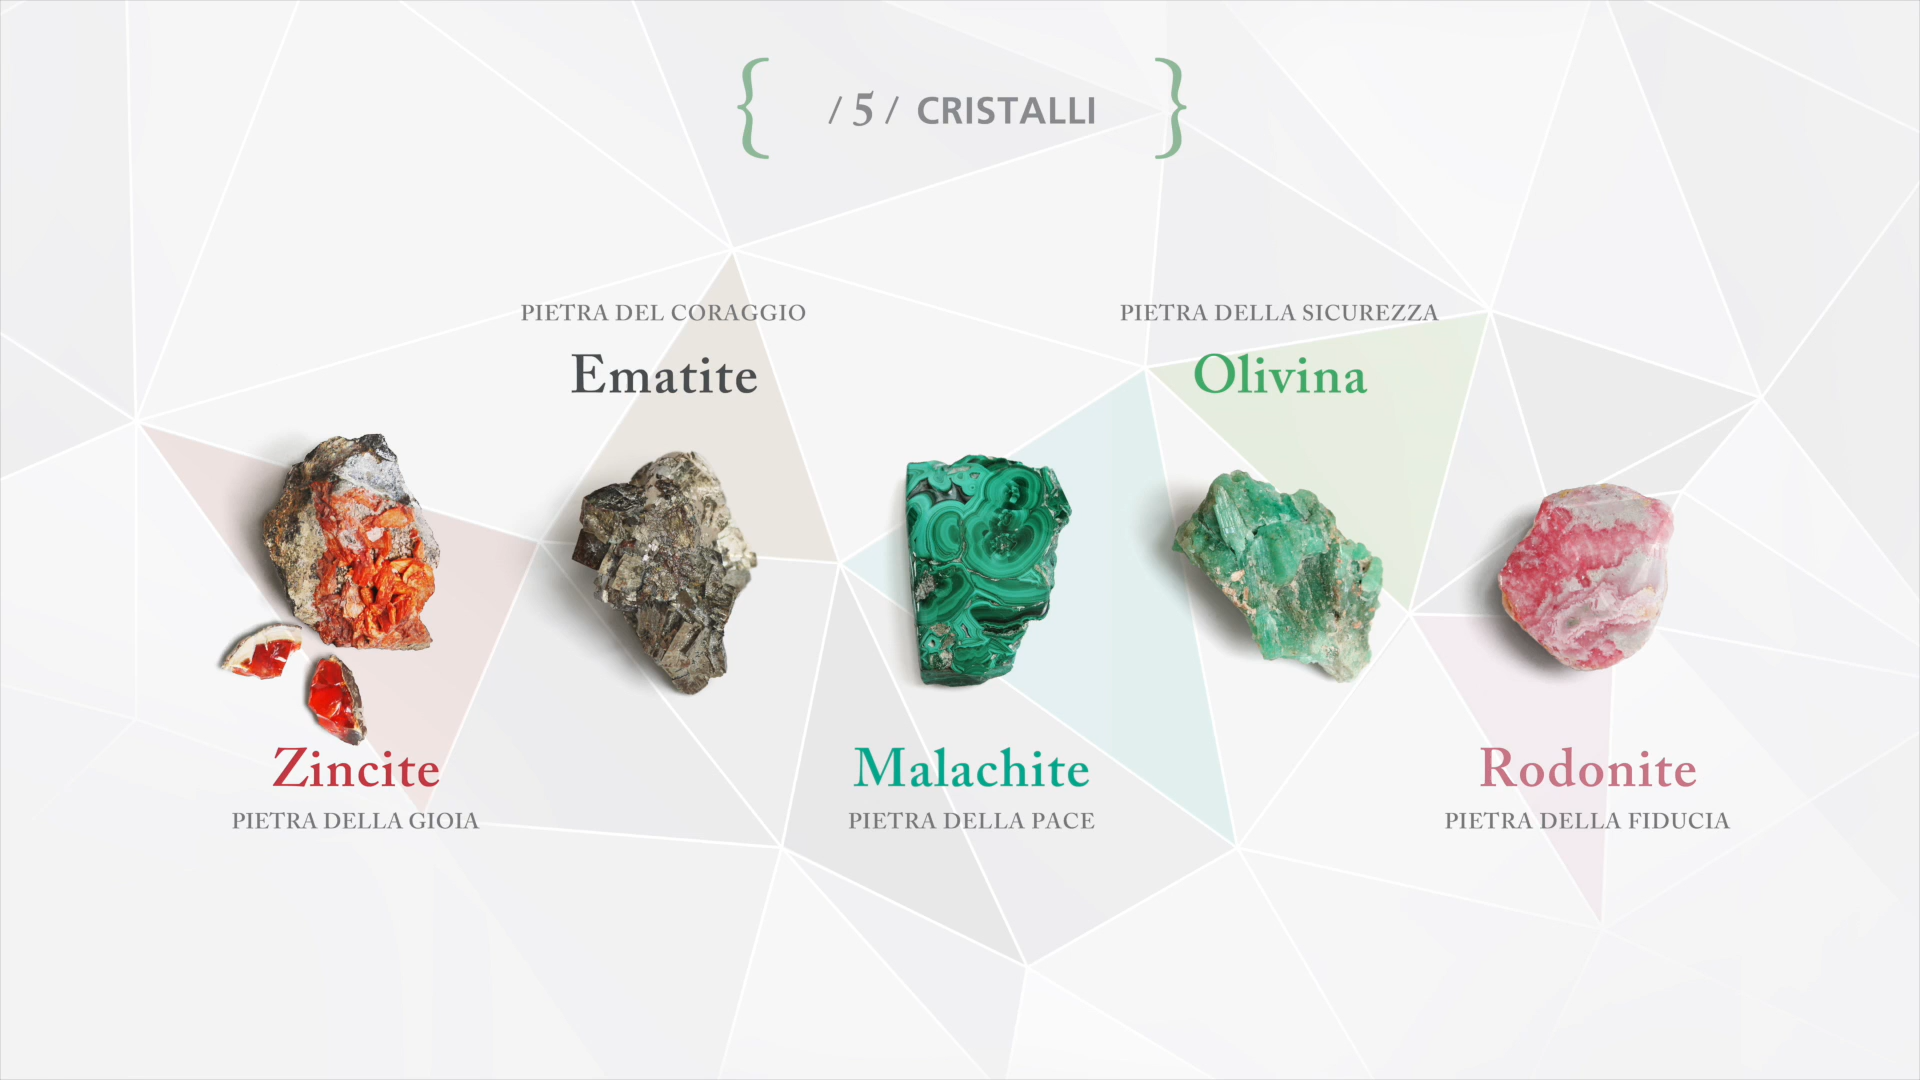 / 5 / CRISTALLI
PIETRA DEL CORAGGIO
Ematite
PIETRA DELLA SICUREZZA
Olivina
Zincite
PIETRA DELLA GIOIA
Malachite
PIETRA DELLA PACE
Rodonite
PIETRA DELLA FIDUCIA